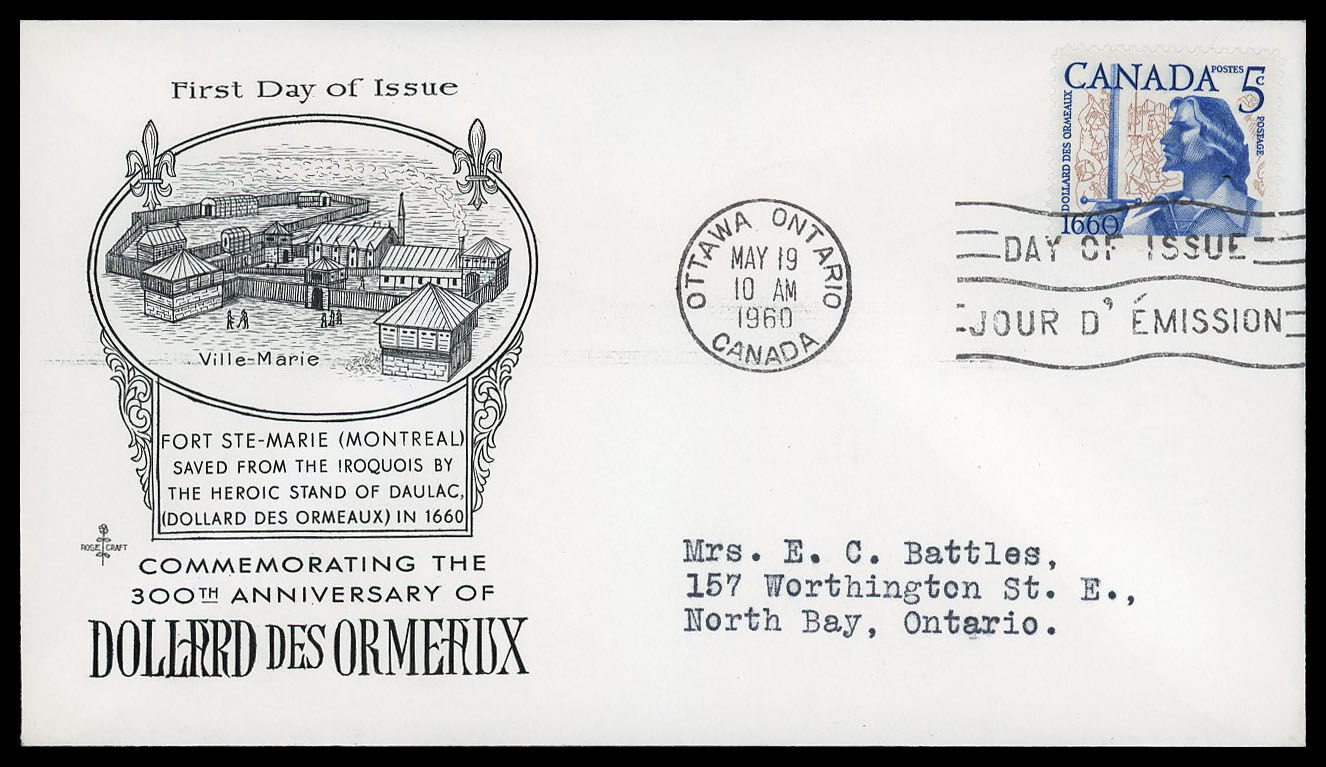 First Day of Issue
Ville-Marie
FORT STE-MARIE (MONTREAL)
SAVED FROM THE IROQUOIS BY
THE HEROIC STAND OF DAULAC,
(DOLLARD DES ORMEAUX) IN 1660
ROSE CRAFT
COMMEMORATING THE
300TH ANNIVERSARY OF
DOLLARD DES ORMEAUX
OTTAWA ONTARIO
MAY 19
10 AM
1960
CANADA
CANADA POSTES 5c
POSTAGE
DOLLARD DES ORMEAUX
1660
DAY OF ISSUE
JOUR D' ÉMISSION
Mrs. E. C. Battles,
157 Worthington St. E.,
North Bay, Ontario.